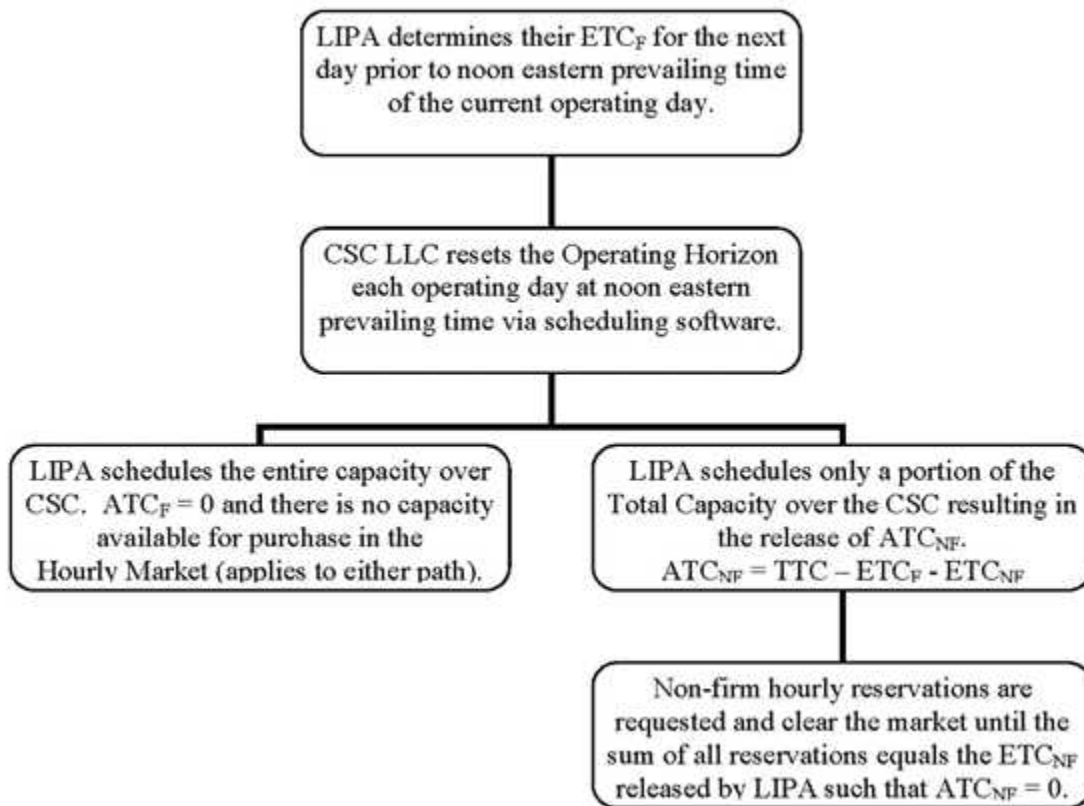 LIPA determines their ETCF for the next
day prior to noon eastern prevailing time
of the current operating day.
CSC LLC resets the Operating Horizon
each operating day at noon eastern
prevailing time via scheduling software.
LIPA schedules the entire capacity over
CSC. ATCF = 0 and there is no capacity
available for purchase in the
Hourly Market (applies to either path).
LIPA schedules only a portion of the
Total Capacity over the CSC resulting in
the release of ATCNF.
ATCNF = TTC – ETCF - ETCNF
Non-firm hourly reservations are
requested and clear the market until the
sum of all reservations equals the ETCNF
released by LIPA such that ATCNF = 0.